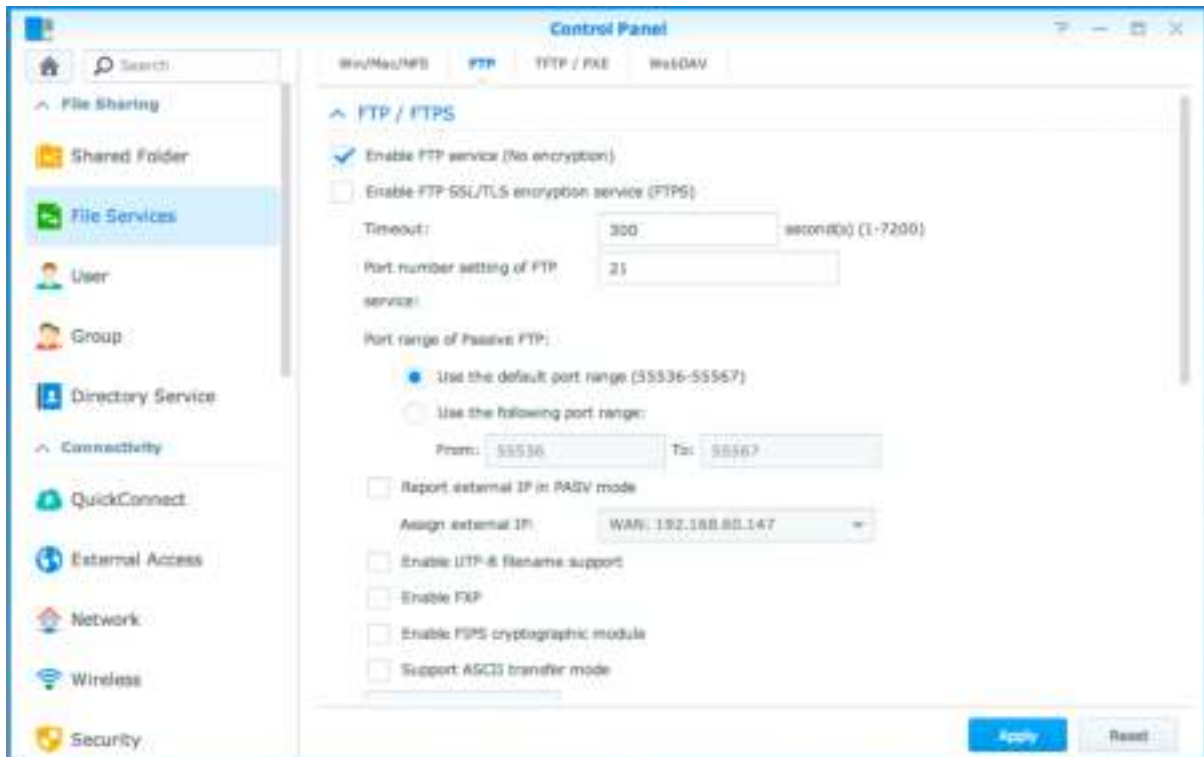 Control Panel
Search
File Sharing
Shared Folder
File Services
User
Group
Directory Service
Connectivity
QuickConnect
External Access
Network
Wireless
Security
Win/Mac/NFS FTP TFTP / PXE WebDAV
FTP / FTPS
Enable FTP service (No encryption)
Enable FTP SSL/TLS encryption service (FTPS)
Timeout: 300 second(s) (1-7200)
Port number setting of FTP 21
service:
Port range of Passive FTP:
Use the default port range (55536-55567)
Use the following port range:
From: 55536 To: 55567
Report external IP in PASV mode
Assign external IP: WAN: 192.168.60.147
Enable UTF-8 filename support
Enable FXP
Enable FIPS cryptographic module
Support ASCII transfer mode
Apply Reset